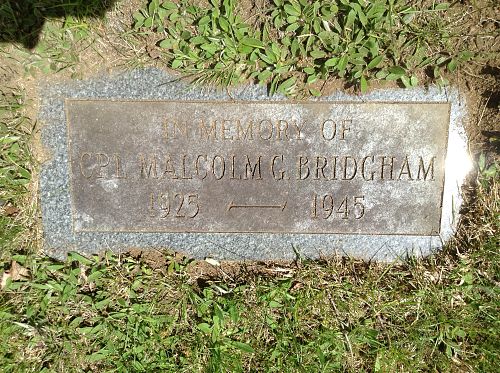 IN MEMORY OF
CPL MALCOLM G. BRIDGHAM
1925 — 1945